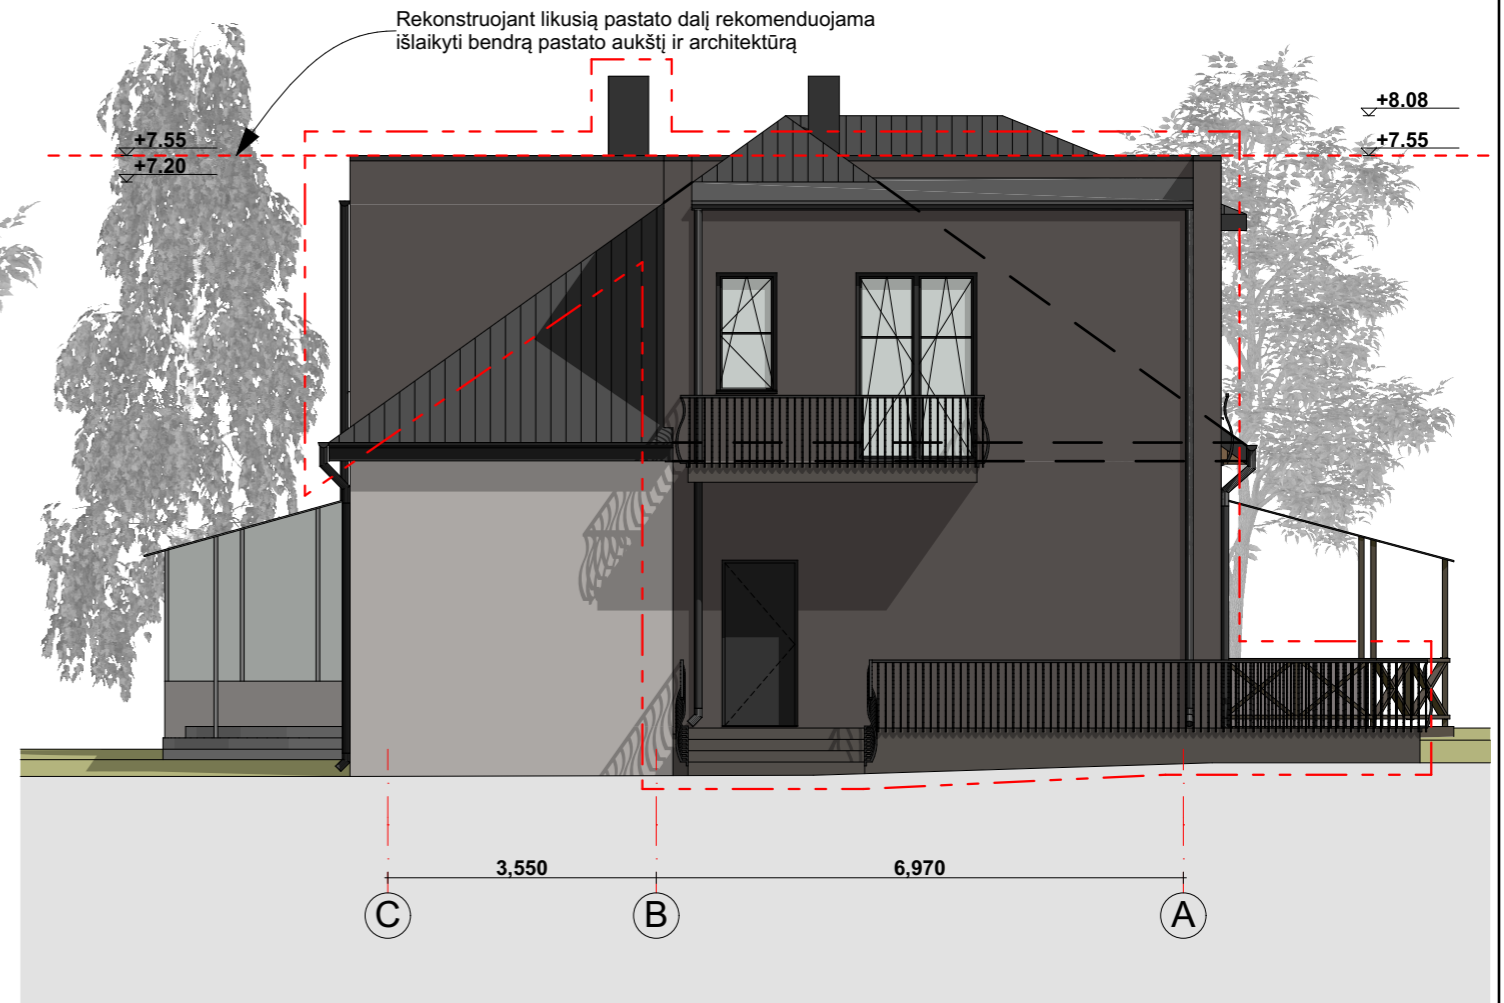 Rekonstruojant likusią pastato dalį rekomenduojama
išlaikyti bendrą pastato aukštį ir architektūrą
+8.08
+7.55
+7.55
+7.20
3,550
6,970
C
B
A